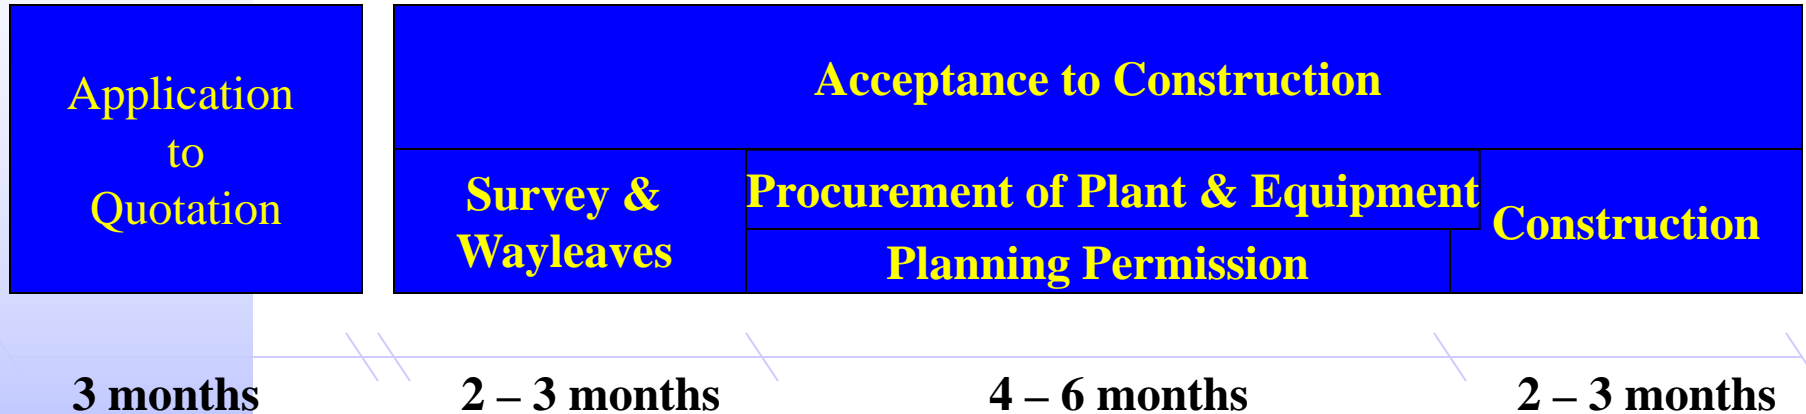 Application
to
Quotation
Acceptance to Construction
Survey &
Wayleaves
Procurement of Plant & Equipment
Planning Permission
Construction
3 months
2 – 3 months
4 – 6 months
2 – 3 months